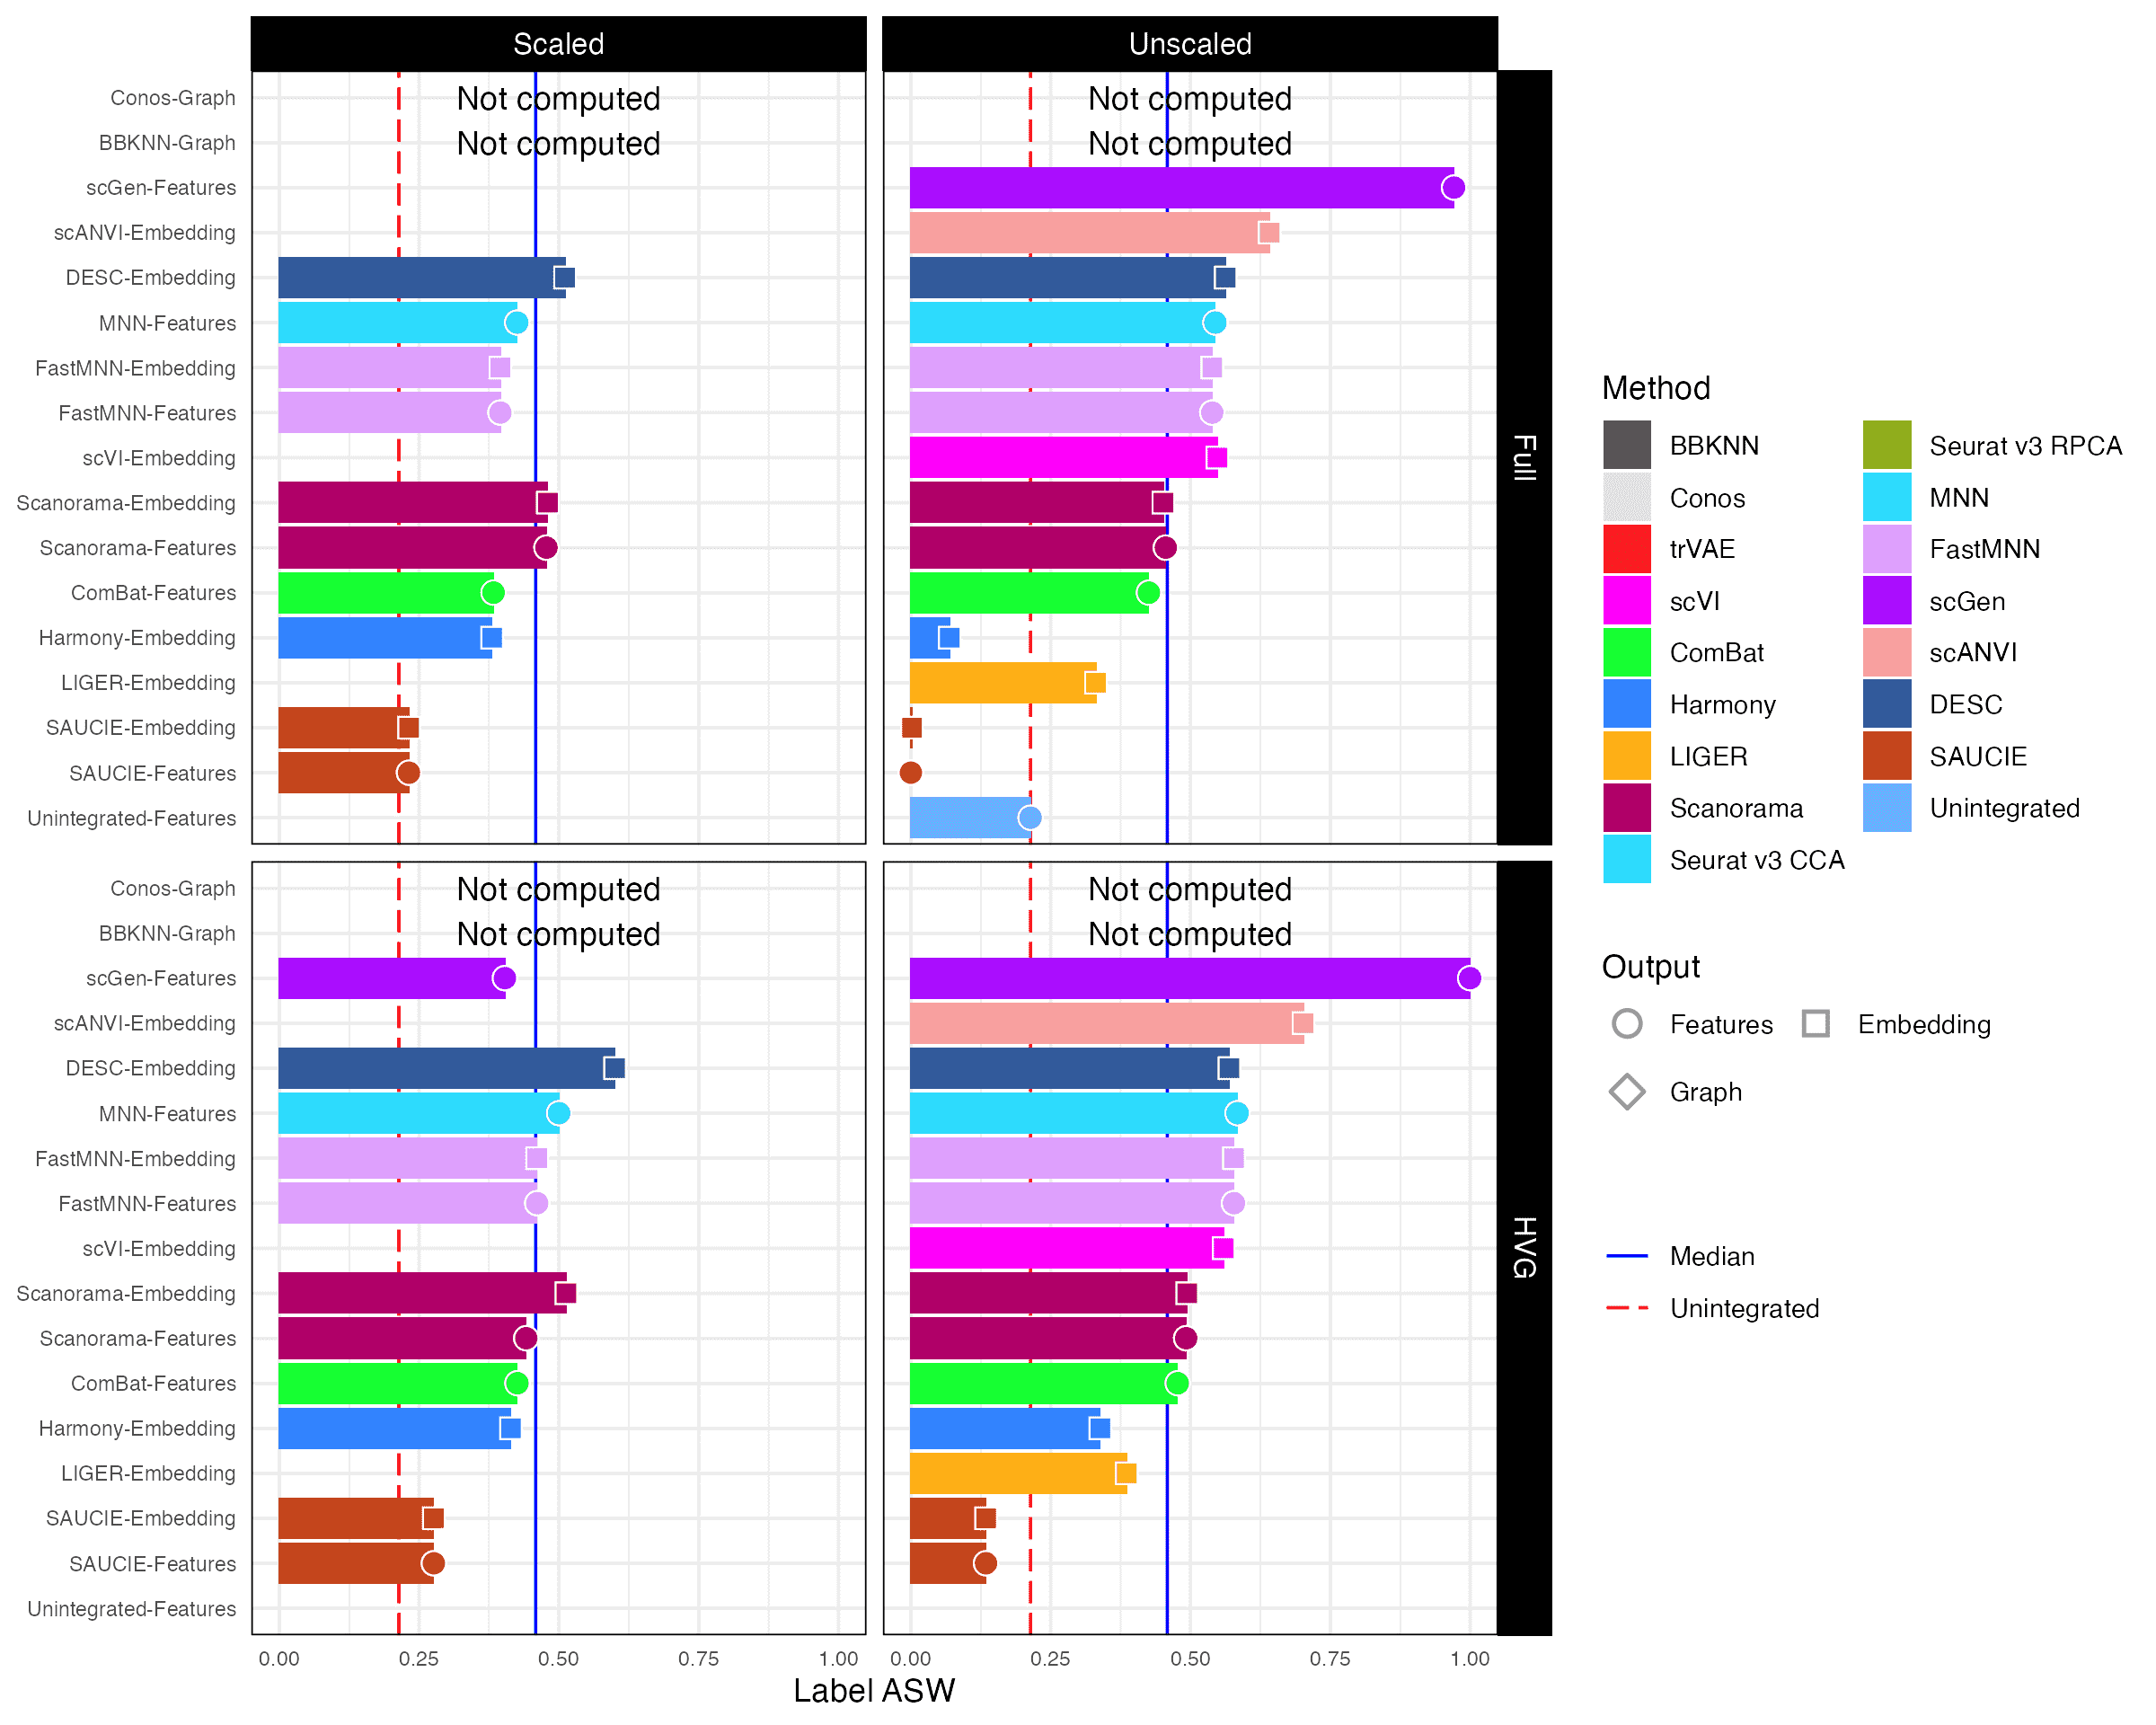 Scaled
Unscaled
Conos-Graph
BBKNN-Graph
scGen-Features
scANVI-Embedding
DESC-Embedding
MNN-Features
FastMNN-Embedding
FastMNN-Features
scVI-Embedding
Scanorama-Embedding
Scanorama-Features
ComBat-Features
Harmony-Embedding
LIGER-Embedding
SAUCIE-Embedding
SAUCIE-Features
Unintegrated-Features
Not computed
Not computed
Not computed
Not computed
Full
Conos-Graph
BBKNN-Graph
scGen-Features
scANVI-Embedding
DESC-Embedding
MNN-Features
FastMNN-Embedding
FastMNN-Features
scVI-Embedding
Scanorama-Embedding
Scanorama-Features
ComBat-Features
Harmony-Embedding
LIGER-Embedding
SAUCIE-Embedding
SAUCIE-Features
Unintegrated-Features
Not computed
Not computed
Not computed
Not computed
HVG
0.00 0.25 0.50 0.75 1.00
0.00 0.25 0.50 0.75 1.00
Label ASW
Method
BBKNN
Conos
trVAE
scVI
ComBat
Harmony
LIGER
Scanorama
Seurat v3 CCA
Seurat v3 RPCA
MNN
FastMNN
scGen
scANVI
DESC
SAUCIE
Unintegrated
Output
Features
Embedding
Graph
Median
Unintegrated